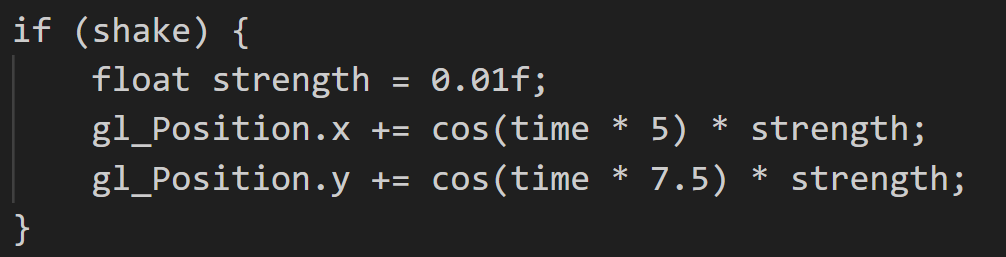 if (shake) {
    float strength = 0.01f;
    gl_Position.x += cos(time * 5) * strength;
    gl_Position.y += cos(time * 7.5) * strength;
}